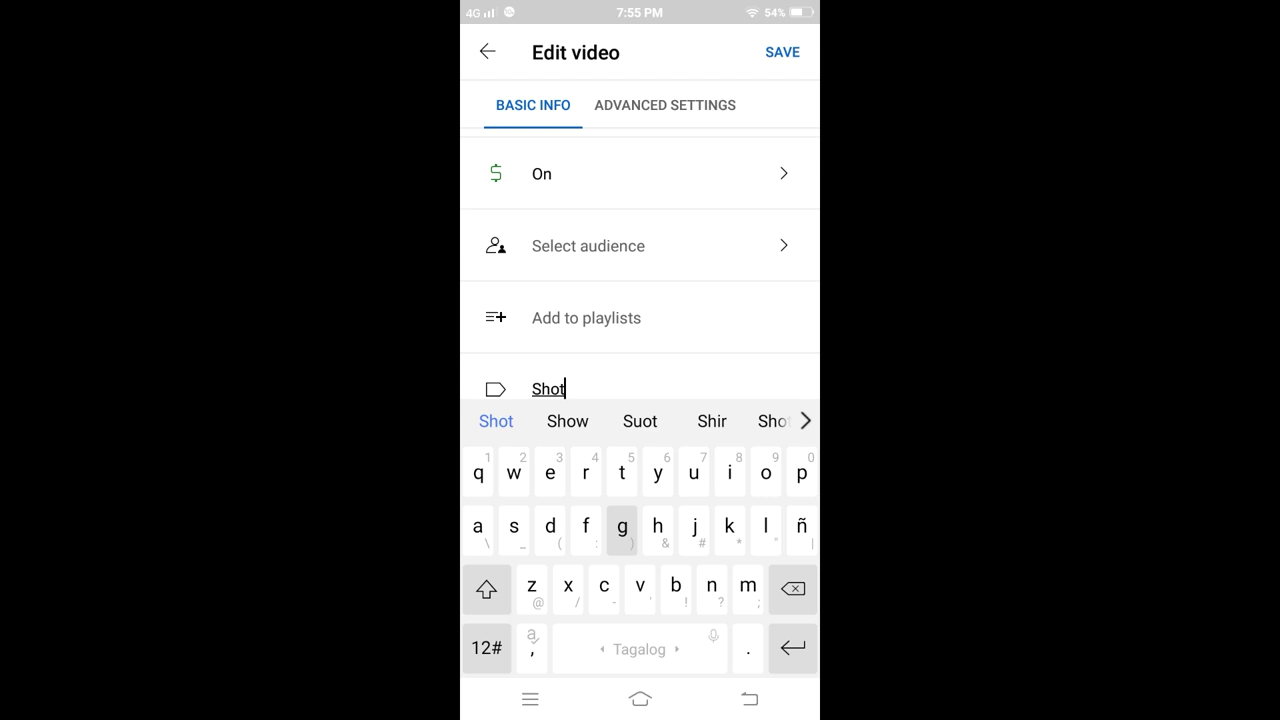 4G 7:55 PM 54%
Edit video SAVE
BASIC INFO ADVANCED SETTINGS
$ On
Select audience
Add to playlists
Shot
Shot Show Suot Shir Sho
1 2 3 4 5 6 7 8 9 0
q w e r t y u i o p
a s d f g h j k l ñ
\ _ ( : ) & # * " |
z x c v b n m
@ / - ' ! ? ;
12# a , Tagalog .